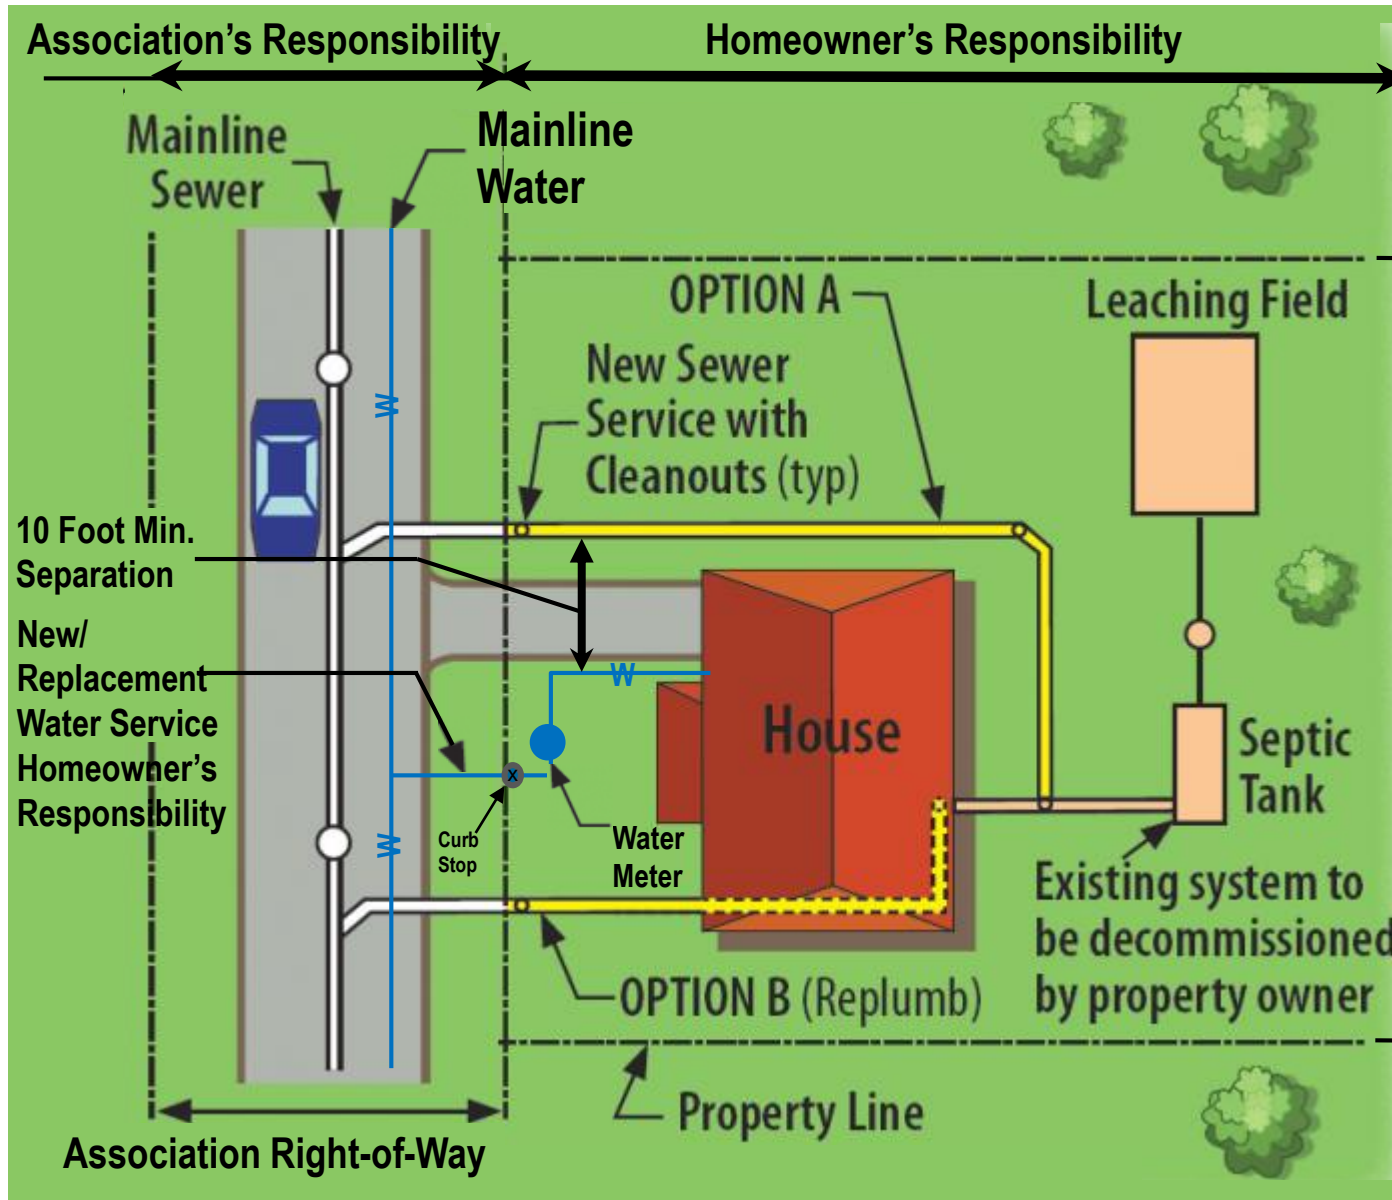 Association's Responsibility
Homeowner's Responsibility
Mainline
Sewer
Mainline
Water
OPTION A
Leaching Field
New Sewer
Service with
Cleanouts (typ)
W
10 Foot Min.
Separation
New/
Replacement
Water Service
Homeowner's
Responsibility
W
House
Septic
Tank
X
Curb
Stop
Water
Meter
W
Existing system to
be decommissioned
by property owner
OPTION B (Replumb)
Property Line
Association Right-of-Way